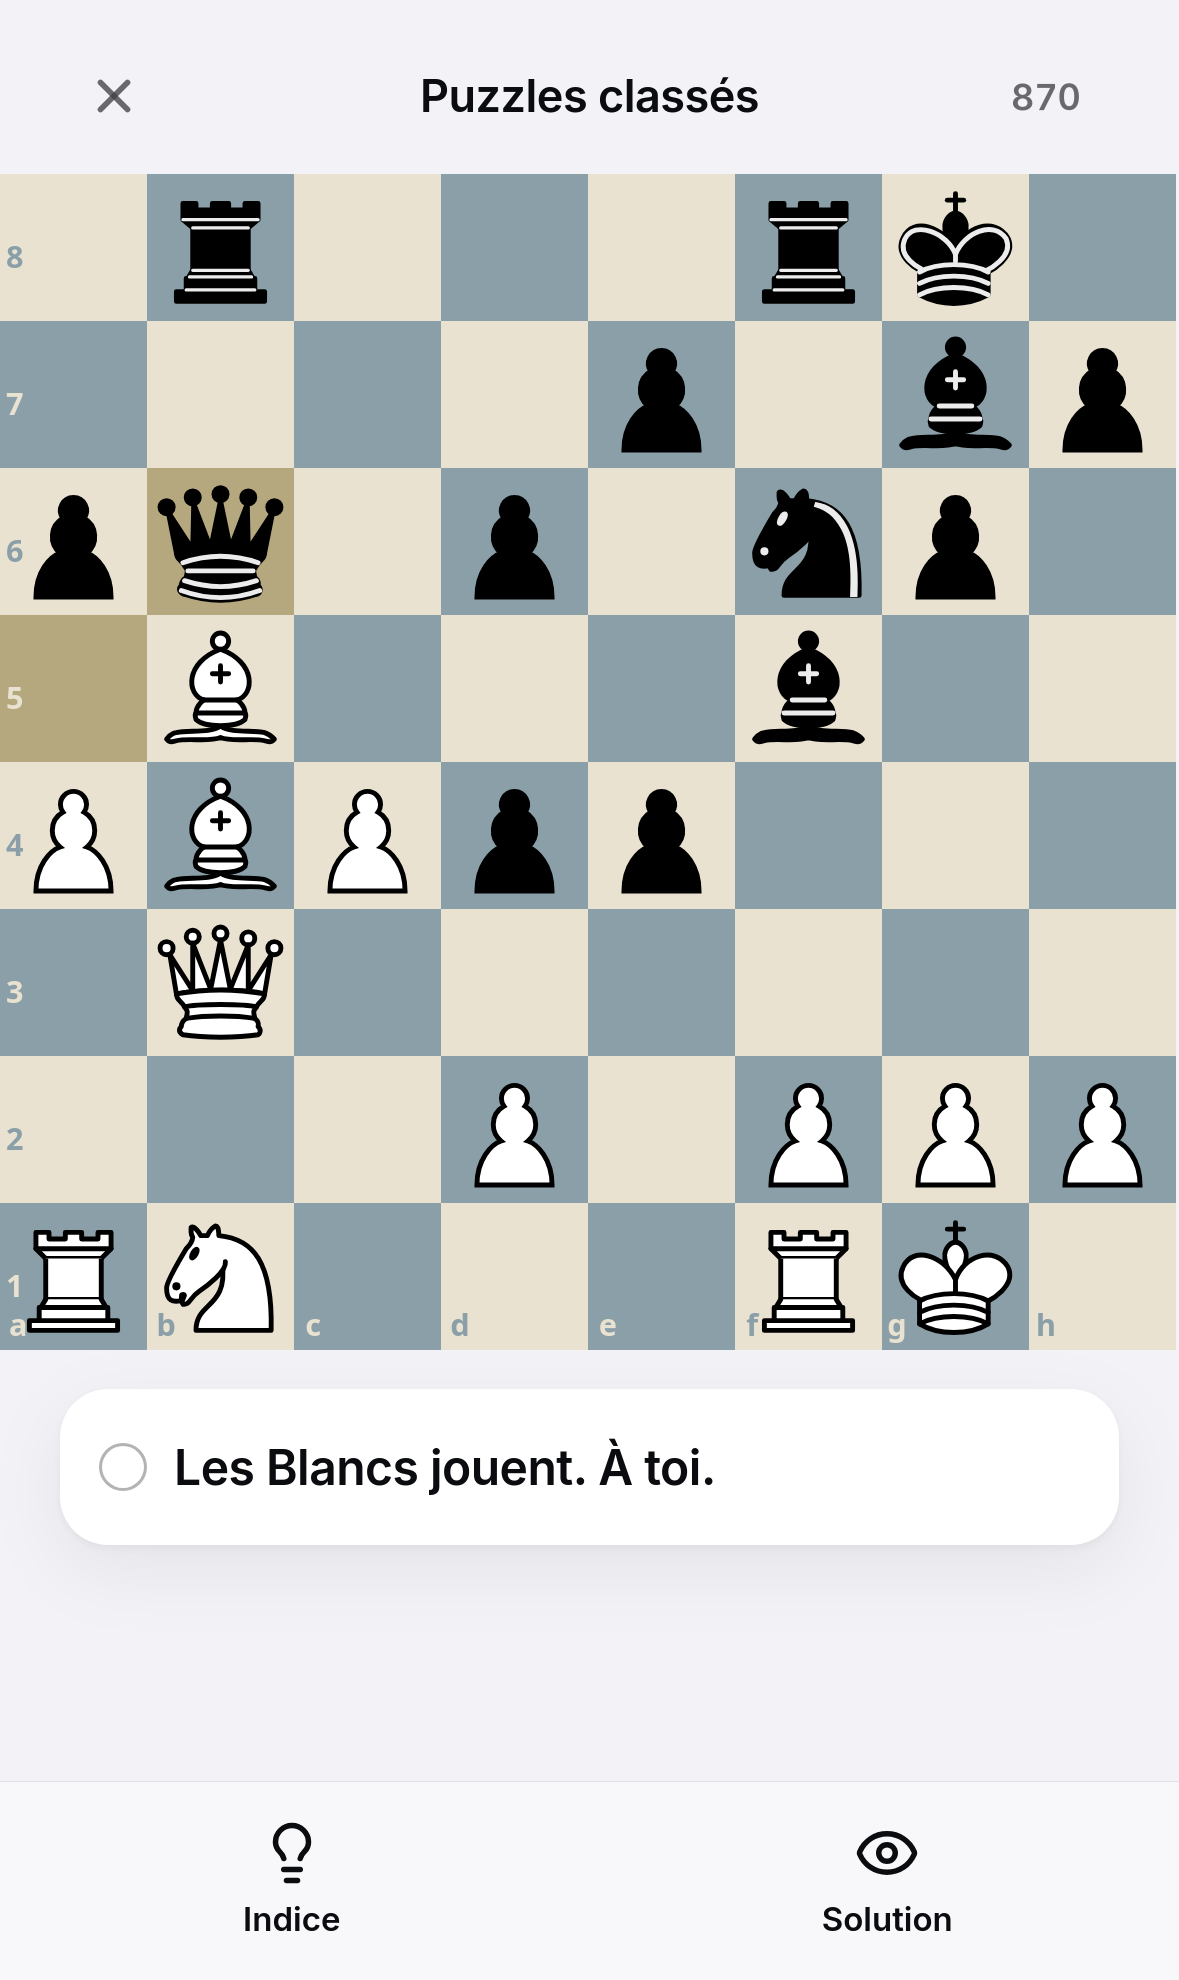 Puzzles classés 870
8
7
6
5
4
3
2
1
a b c d e f g h
Les Blancs jouent. À toi.
Indice Solution